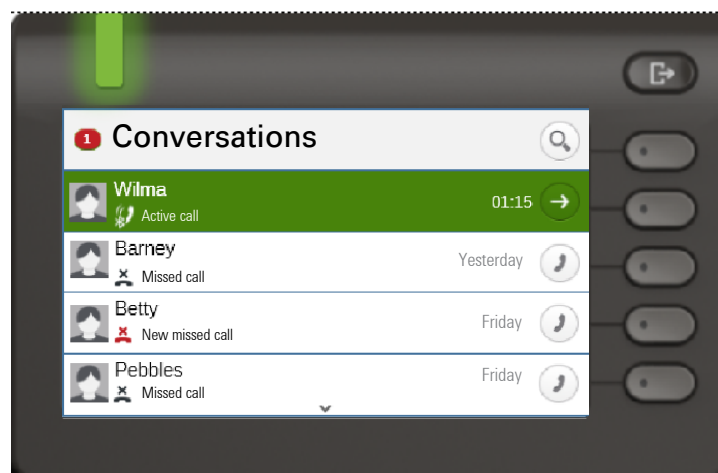 1 Conversations
Wilma
01:15
Active call
Barney
Yesterday
Missed call
Betty
Friday
New missed call
Pebbles
Friday
Missed call